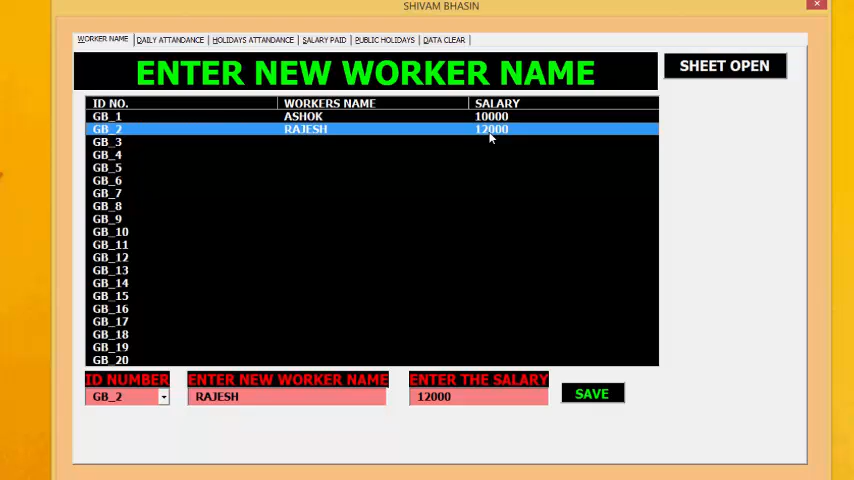 SHIVAM BHASIN
WORKER NAME DAILY ATTANDANCE HOLIDAYS ATTANDANCE SALARY PAID PUBLIC HOLIDAYS DATA CLEAR
ENTER NEW WORKER NAME
SHEET OPEN
ID NO. WORKERS NAME SALARY
GB_1 ASHOK 10000
GB_2 RAJESH 12000
GB_3
GB_4
GB_5
GB_6
GB_7
GB_8
GB_9
GB_10
GB_11
GB_12
GB_13
GB_14
GB_15
GB_16
GB_17
GB_18
GB_19
GB_20
ID NUMBER ENTER NEW WORKER NAME ENTER THE SALARY
GB_2 RAJESH 12000 SAVE